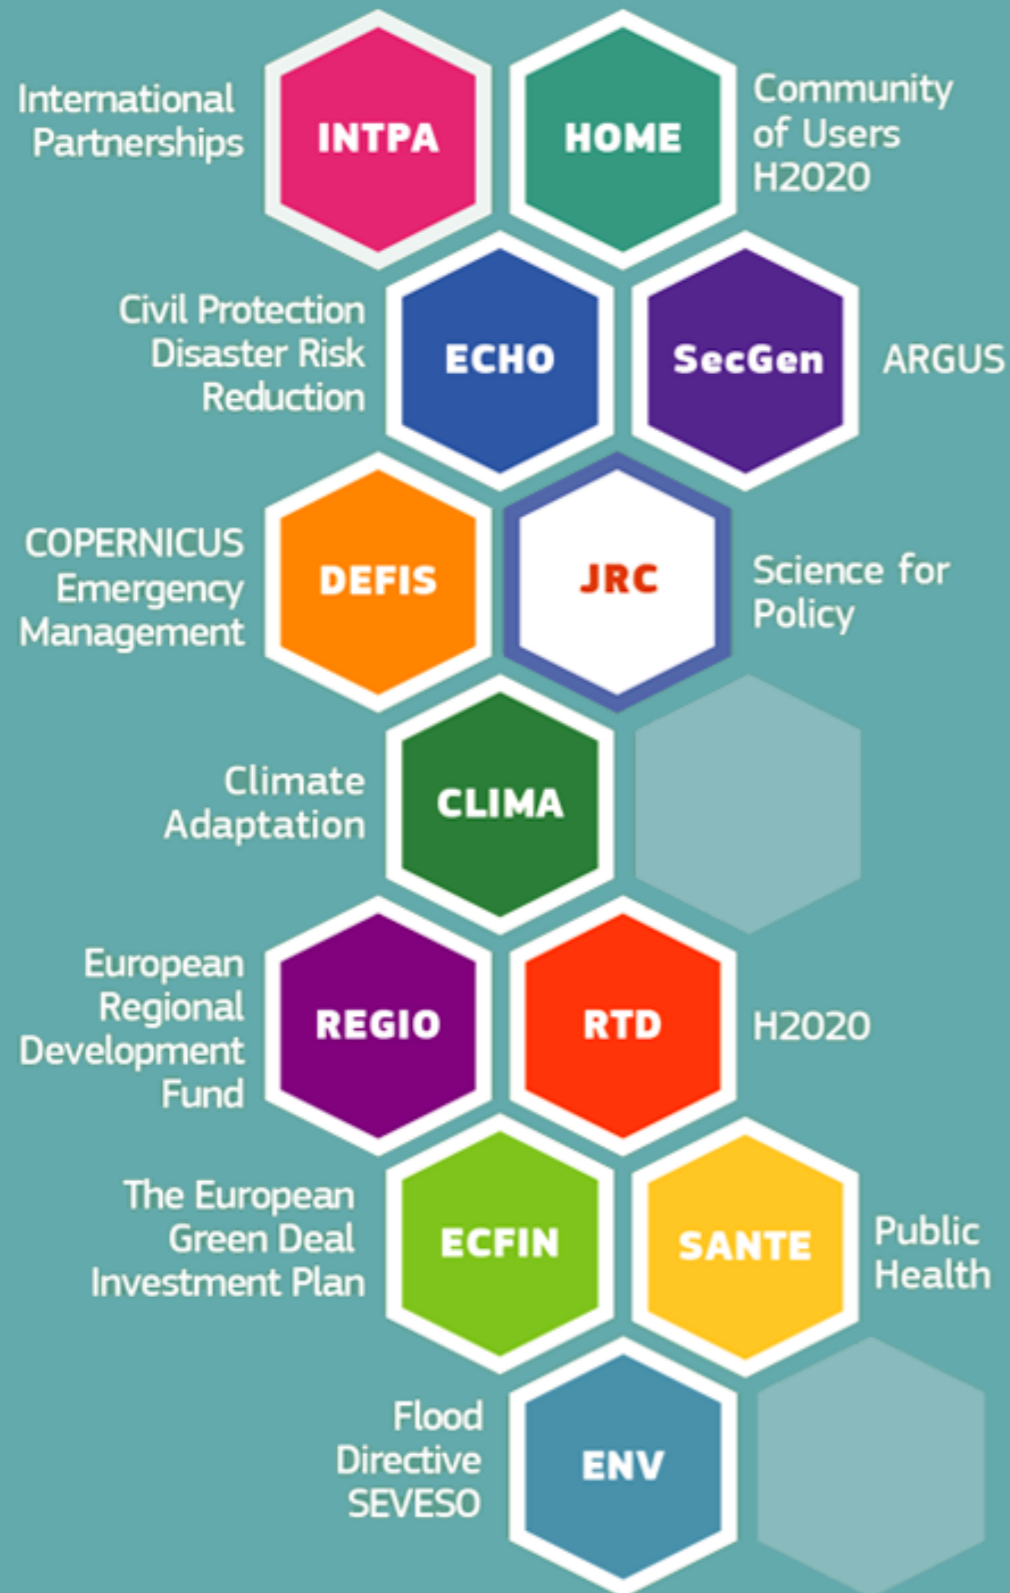 International
Partnerships
INTPA
HOME
Community
of Users
H2020
Civil Protection
Disaster Risk
Reduction
ECHO
SecGen
ARGUS
COPERNICUS
Emergency
Management
DEFIS
JRC
Science for
Policy
Climate
Adaptation
CLIMA
European
Regional
Development
Fund
REGIO
RTD
H2020
The European
Green Deal
Investment Plan
ECFIN
SANTE
Public
Health
Flood
Directive
SEVESO
ENV